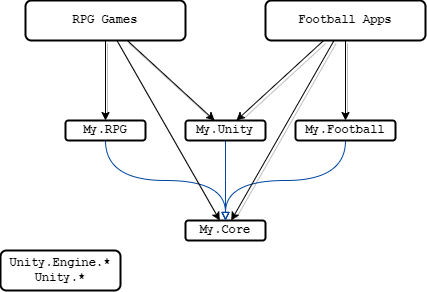 RPG Games
Football Apps
My.RPG
My.Unity
My.Football
My.Core
Unity.Engine.*
Unity.*